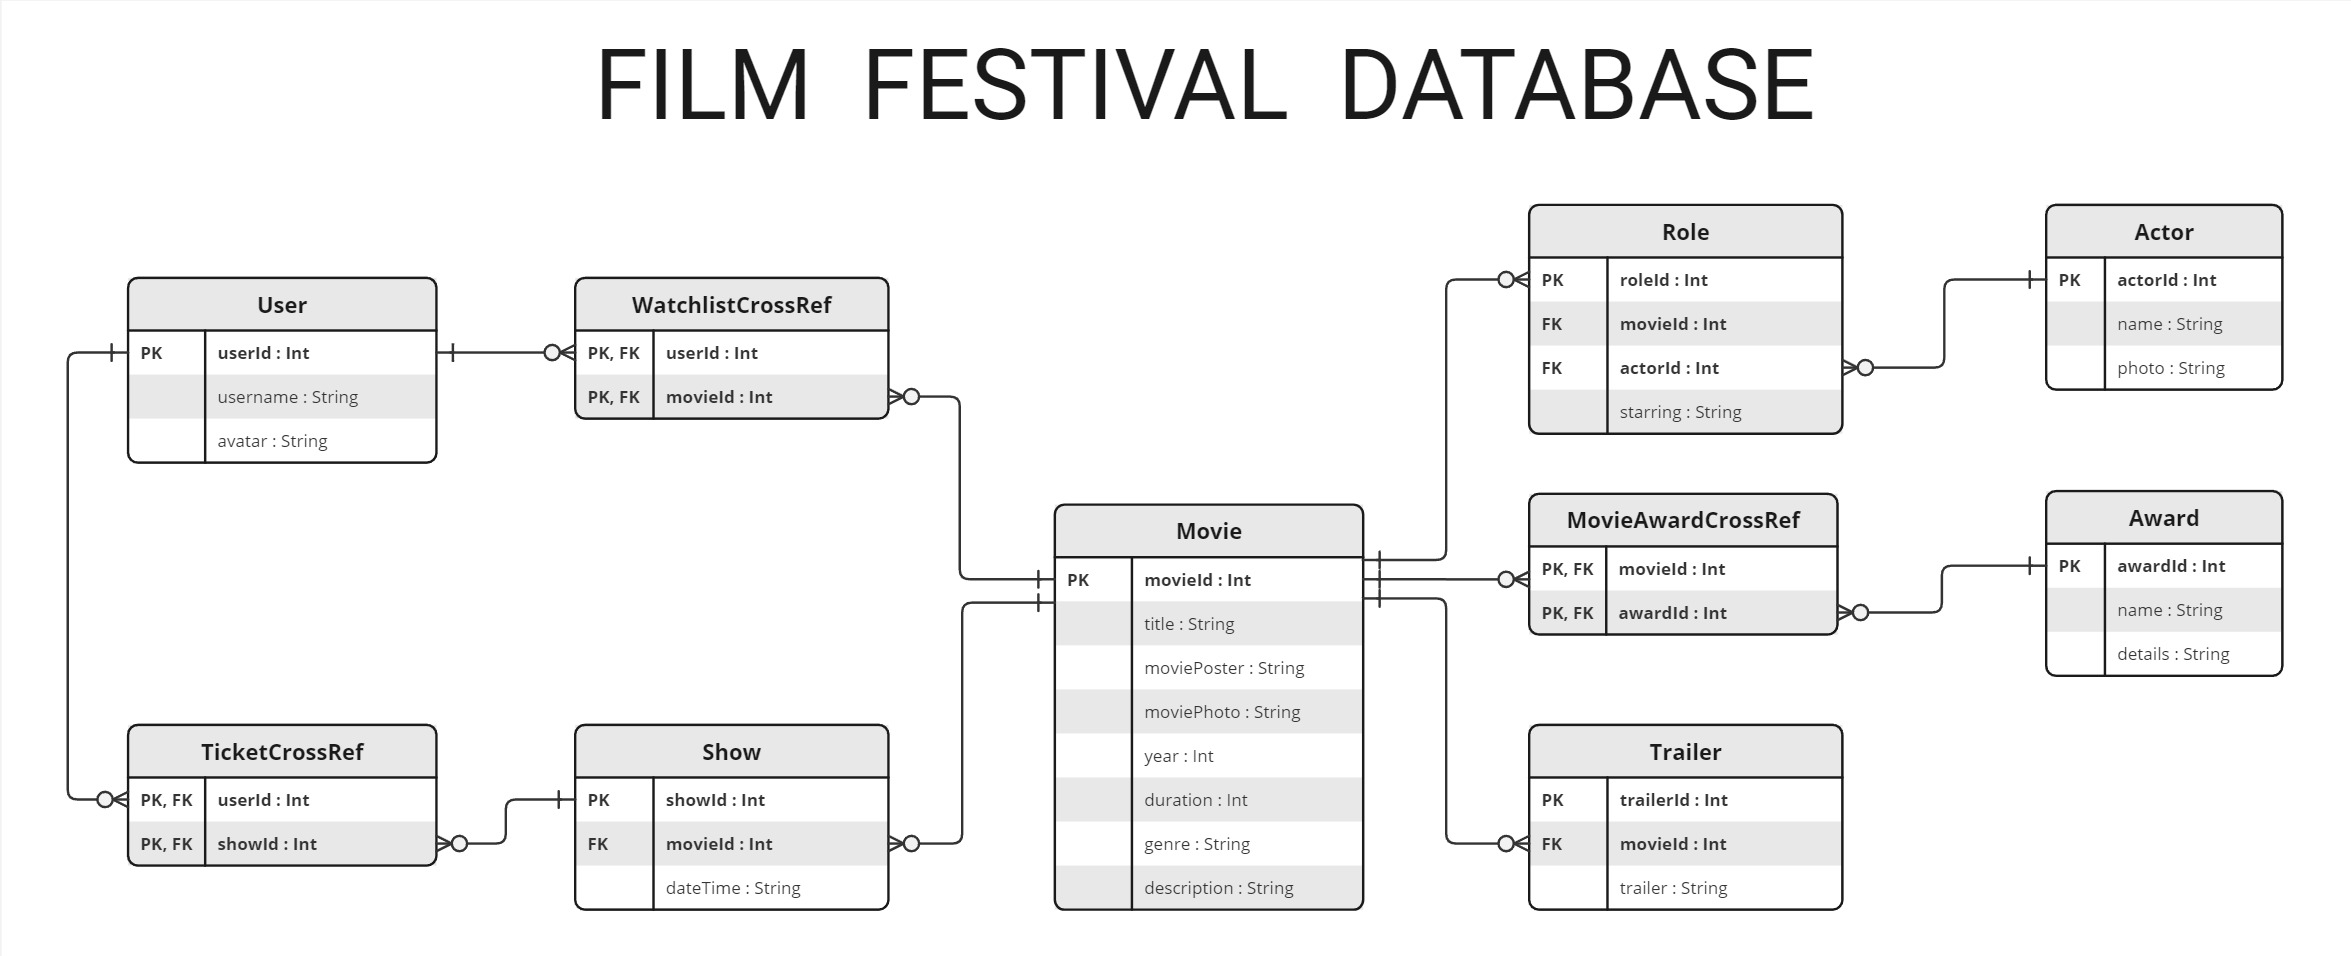 FILM FESTIVAL DATABASE
User
PK userId : Int
username : String
avatar : String
WatchlistCrossRef
PK, FK userId : Int
PK, FK movieId : Int
TicketCrossRef
PK, FK userId : Int
PK, FK showId : Int
Show
PK showId : Int
FK movieId : Int
dateTime : String
Movie
PK movieId : Int
title : String
moviePoster : String
moviePhoto : String
year : Int
duration : Int
genre : String
description : String
Role
PK roleId : Int
FK movieId : Int
FK actorId : Int
starring : String
Actor
PK actorId : Int
name : String
photo : String
MovieAwardCrossRef
PK, FK movieId : Int
PK, FK awardId : Int
Award
PK awardId : Int
name : String
details : String
Trailer
PK trailerId : Int
FK movieId : Int
trailer : String